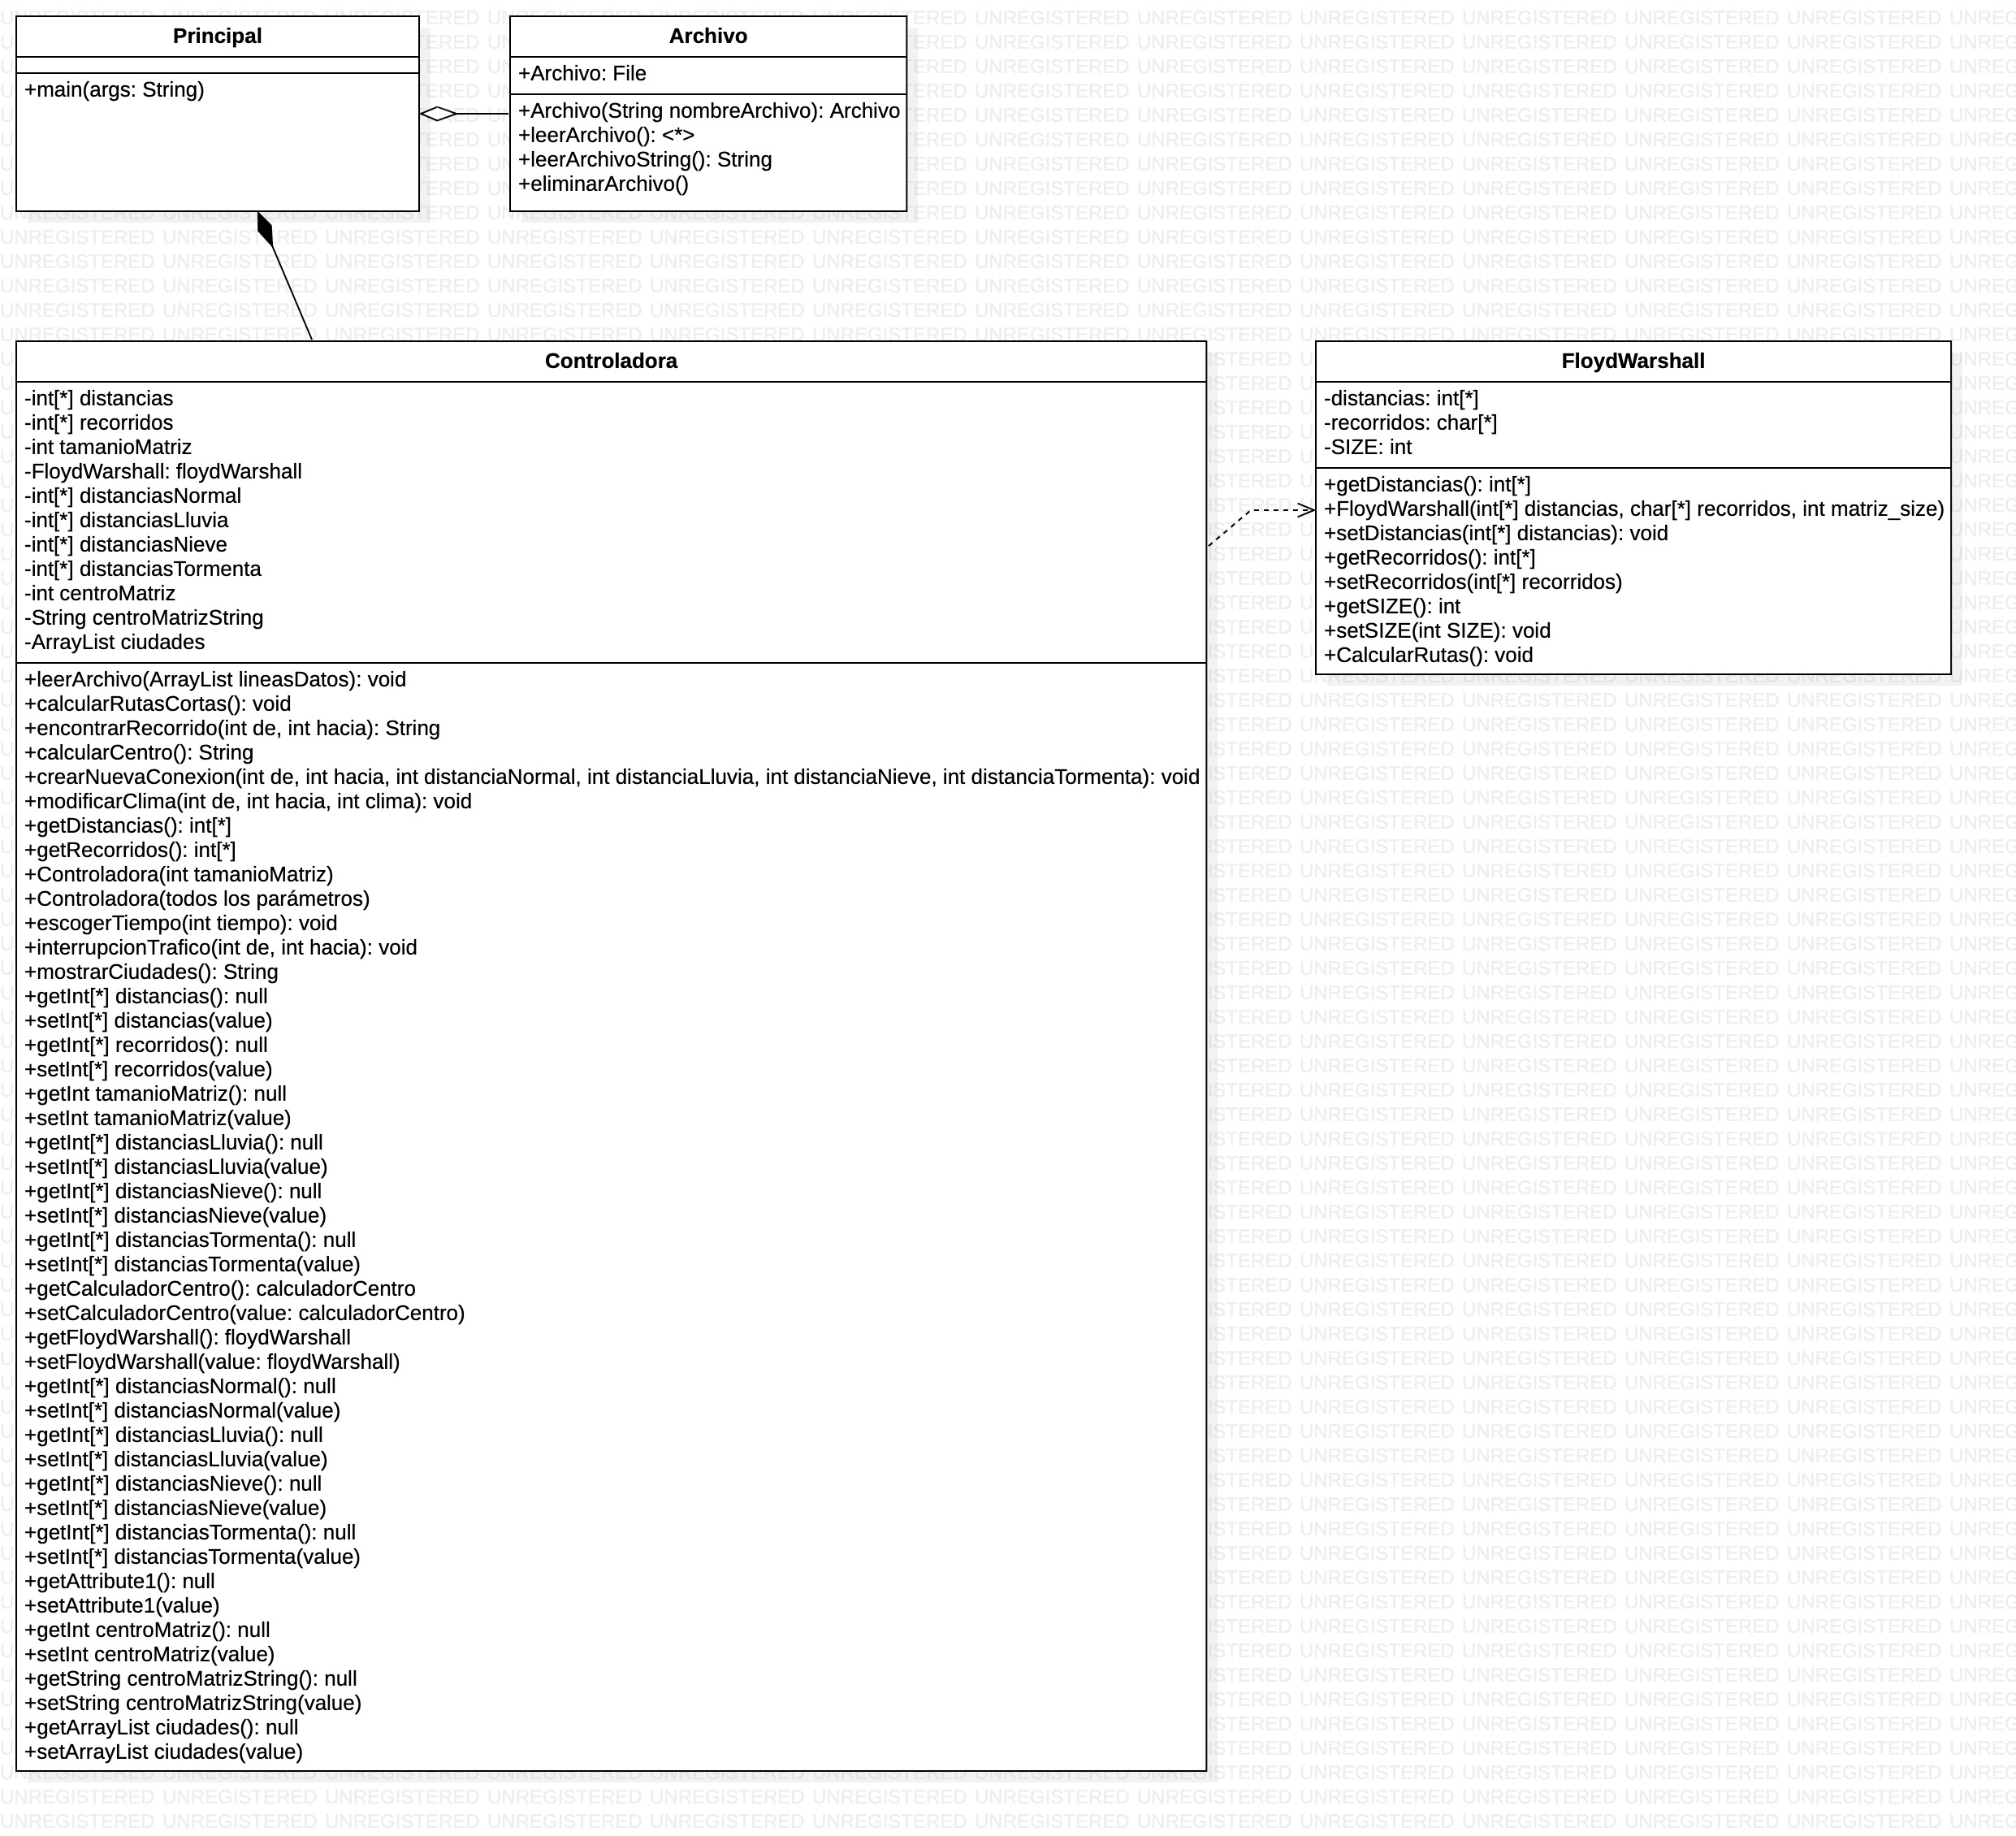 Principal
+main(args: String)
Archivo
+Archivo: File
+Archivo(String nombreArchivo): Archivo
+leerArchivo(): <*>
+leerArchivoString(): String
+eliminarArchivo()
Controladora
-int[*] distancias
-int[*] recorridos
-int tamanioMatriz
-FloydWarshall: floydWarshall
-int[*] distanciasNormal
-int[*] distanciasLluvia
-int[*] distanciasNieve
-int[*] distanciasTormenta
-int centroMatriz
-String centroMatrizString
-ArrayList ciudades
+leerArchivo(ArrayList lineasDatos): void
+calcularRutasCortas(): void
+encontrarRecorrido(int de, int hacia): String
+calcularCentro(): String
+crearNuevaConexion(int de, int hacia, int distanciaNormal, int distanciaLluvia, int distanciaNieve, int distanciaTormenta): void
+modificarClima(int de, int hacia, int clima): void
+getDistancias(): int[*]
+getRecorridos(): int[*]
+Controladora(int tamanioMatriz)
+Controladora(todos los parámetros)
+escogerTiempo(int tiempo): void
+interrupcionTrafico(int de, int hacia): void
+mostrarCiudades(): String
+getInt[*] distancias(): null
+setInt[*] distancias(value)
+getInt[*] recorridos(): null
+setInt[*] recorridos(value)
+getInt tamanioMatriz(): null
+setInt tamanioMatriz(value)
+getInt[*] distanciasLluvia(): null
+setInt[*] distanciasLluvia(value)
+getInt[*] distanciasNieve(): null
+setInt[*] distanciasNieve(value)
+getInt[*] distanciasTormenta(): null
+setInt[*] distanciasTormenta(value)
+getCalculadorCentro(): calculadorCentro
+setCalculadorCentro(value: calculadorCentro)
+getFloydWarshall(): floydWarshall
+setFloydWarshall(value: floydWarshall)
+getInt[*] distanciasNormal(): null
+setInt[*] distanciasNormal(value)
+getInt[*] distanciasLluvia(): null
+setInt[*] distanciasLluvia(value)
+getInt[*] distanciasNieve(): null
+setInt[*] distanciasNieve(value)
+getInt[*] distanciasTormenta(): null
+setInt[*] distanciasTormenta(value)
+getAttribute1(): null
+setAttribute1(value)
+getInt centroMatriz(): null
+setInt centroMatriz(value)
+getString centroMatrizString(): null
+setString centroMatrizString(value)
+getArrayList ciudades(): null
+setArrayList ciudades(value)
FloydWarshall
-distancias: int[*]
-recorridos: char[*]
-SIZE: int
+getDistancias(): int[*]
+FloydWarshall(int[*] distancias, char[*] recorridos, int matriz_size)
+setDistancias(int[*] distancias): void
+getRecorridos(): int[*]
+setRecorridos(int[*] recorridos)
+getSIZE(): int
+setSIZE(int SIZE): void
+CalcularRutas(): void